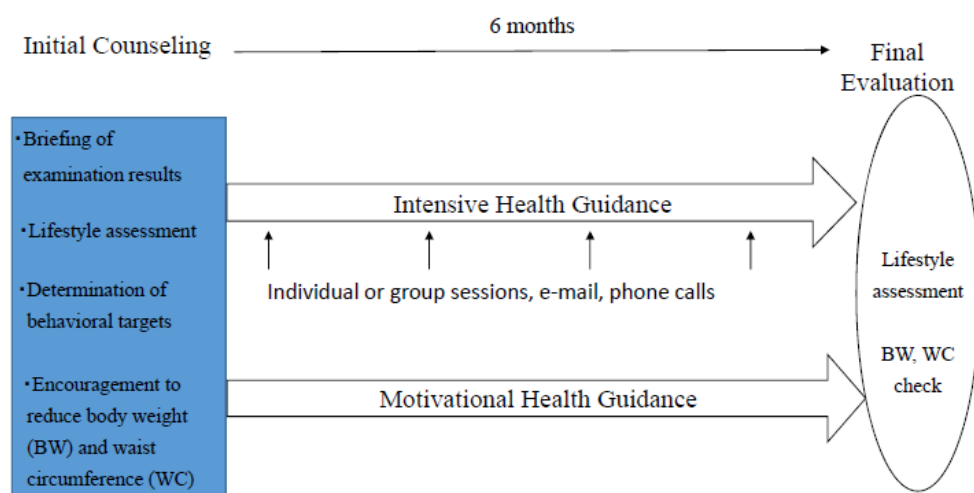 6 months
Initial Counseling
Final
Evaluation
・Briefing of
examination results
・Lifestyle assessment
・Determination of
behavioral targets
・Encouragement to
reduce body weight
(BW) and waist
circumference (WC)
Intensive Health Guidance
Individual or group sessions, e-mail, phone calls
Motivational Health Guidance
Lifestyle
assessment
BW, WC
check